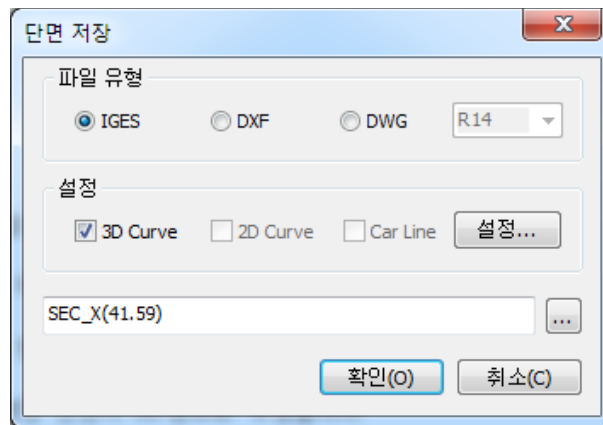 단면 저장
파일 유형
IGES DXF DWG R14
설정
3D Curve 2D Curve Car Line 설정...
SEC_X(41.59) ...
확인(O) 취소(C)